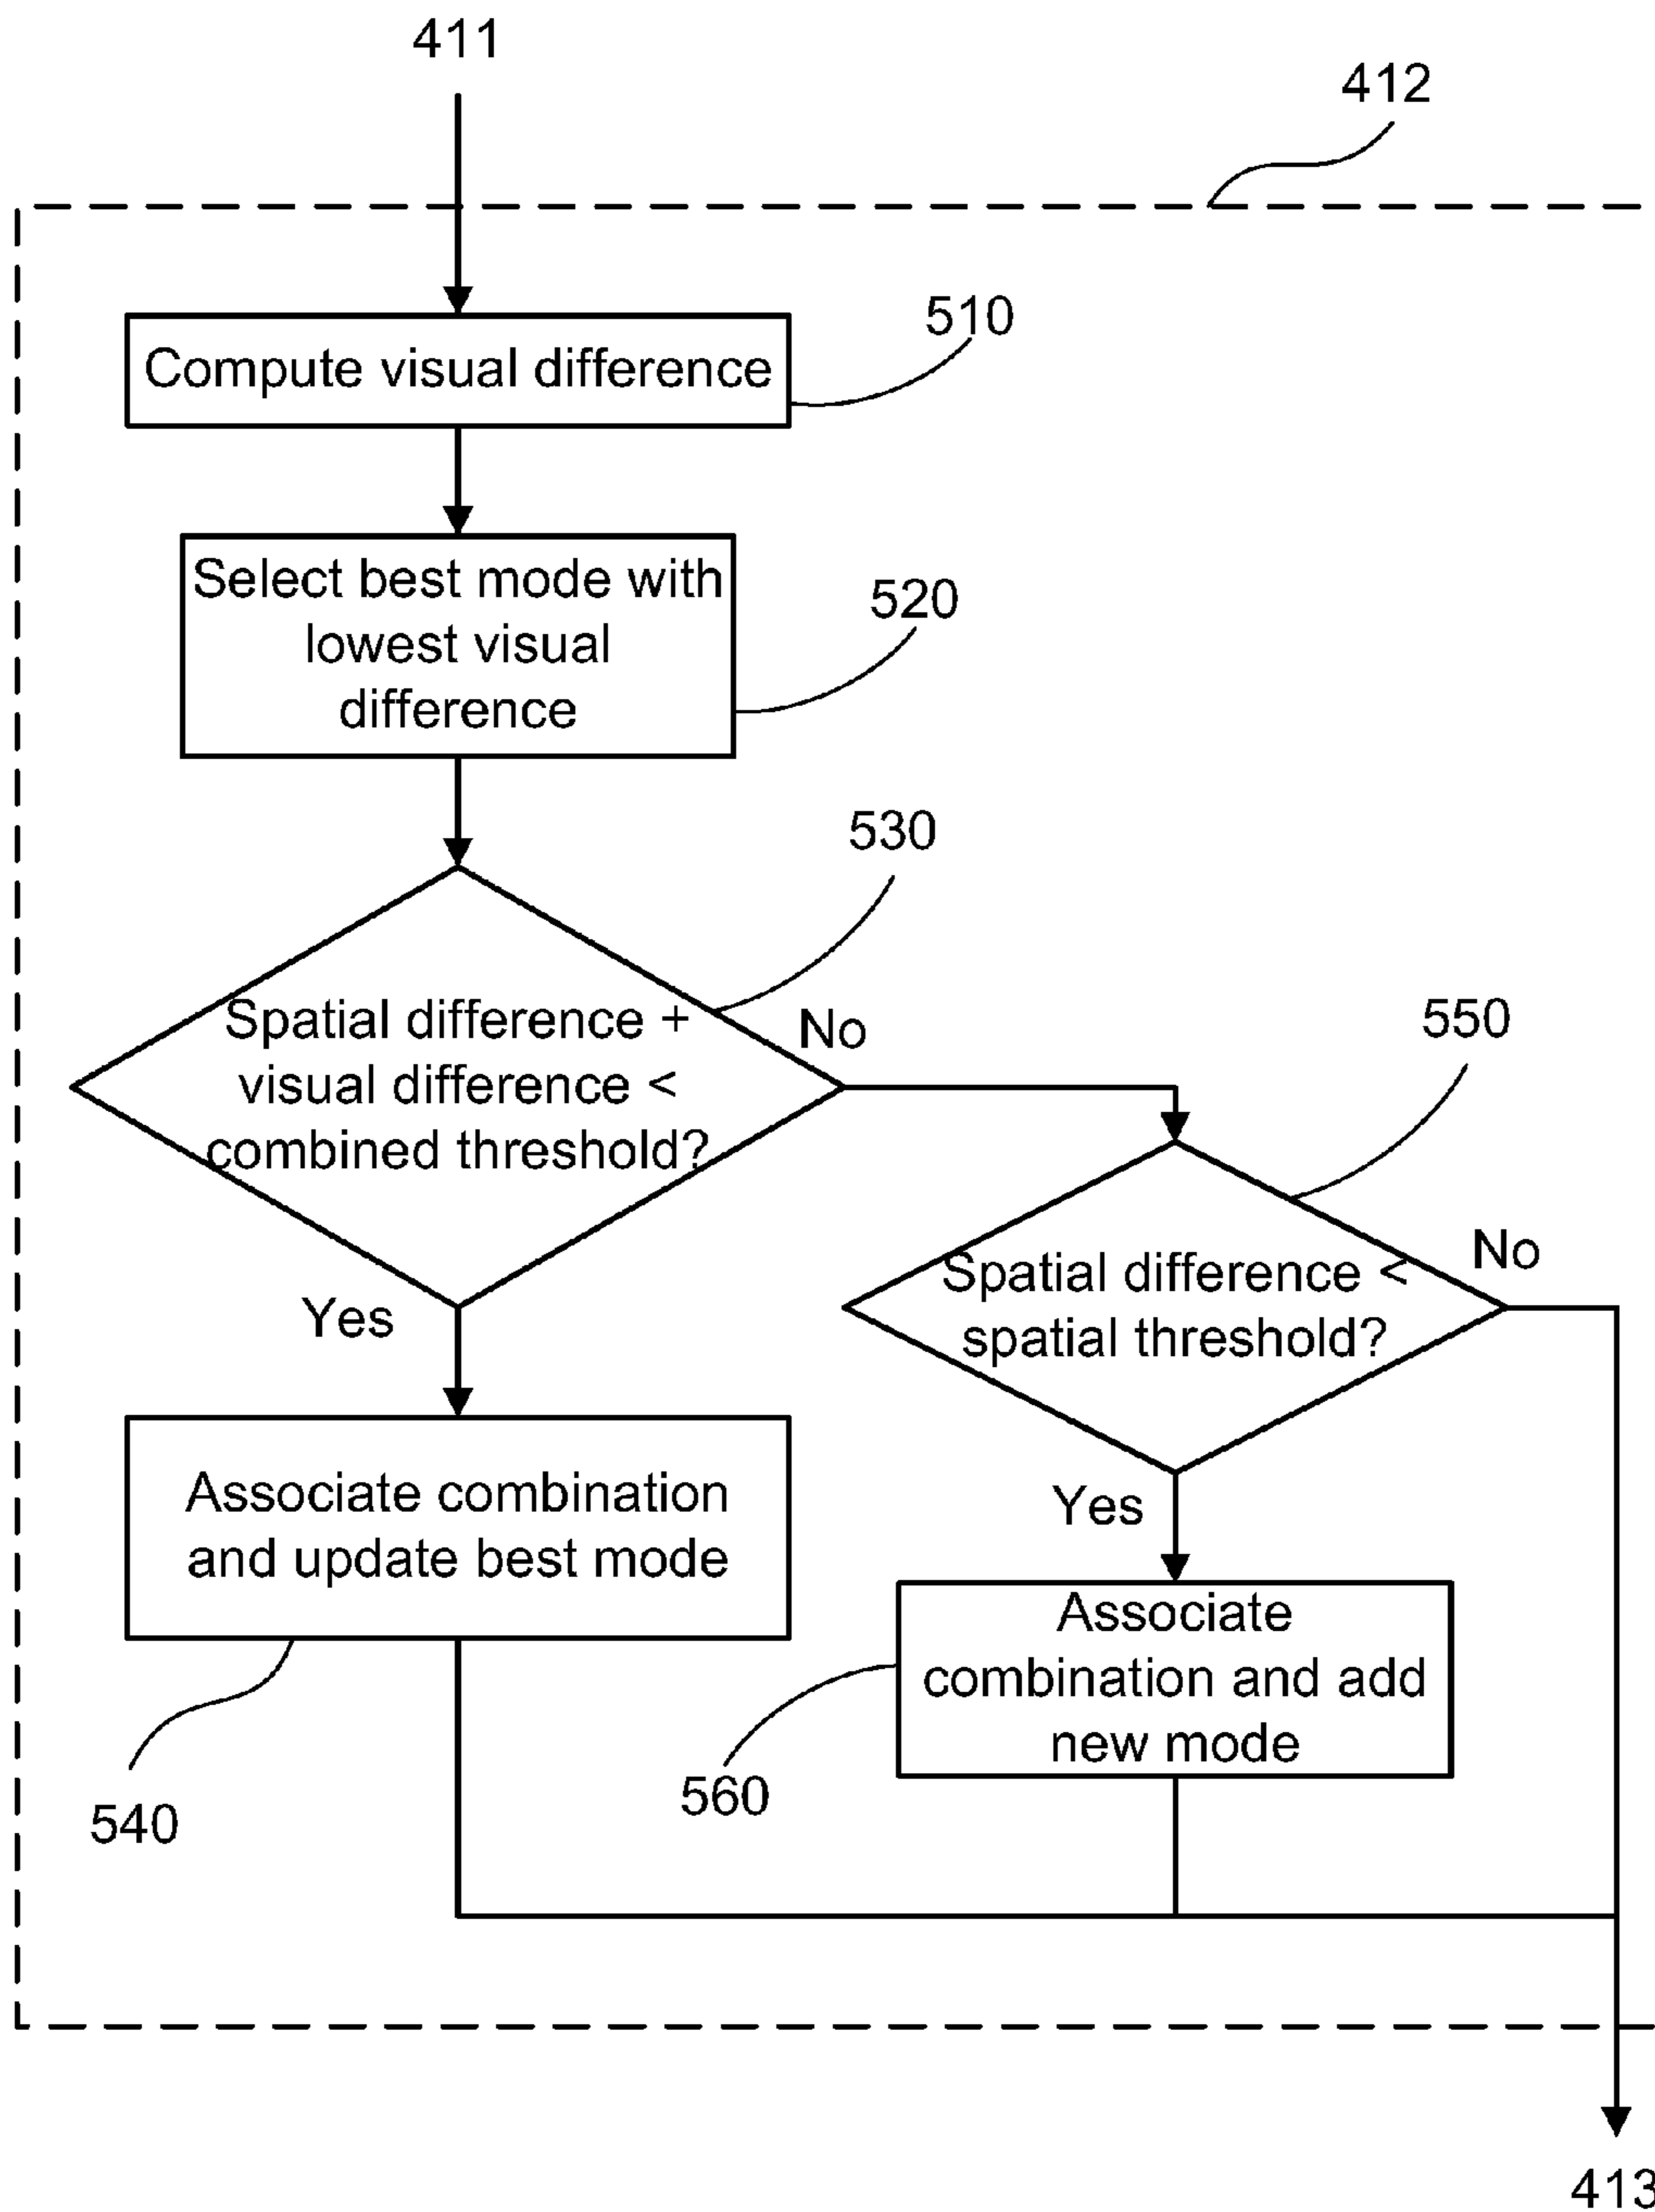 411
412
510
Compute visual difference
Select best mode with
lowest visual
difference
520
530
Spatial difference +
visual difference <
combined threshold?
No
550
Spatial difference <
spatial threshold?
No
Yes
Associate combination
and update best mode
Yes
Associate
combination and add
new mode
540
560
413